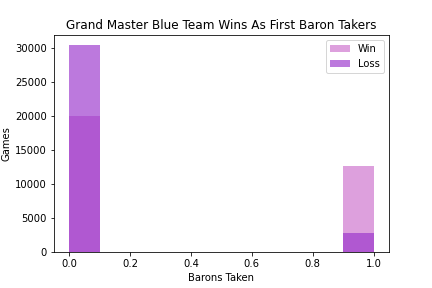 Grand Master Blue Team Wins As First Baron Takers
Win
Loss
30000
25000
20000
15000
10000
5000
0
Games
0.0 0.2 0.4 0.6 0.8 1.0
Barons Taken